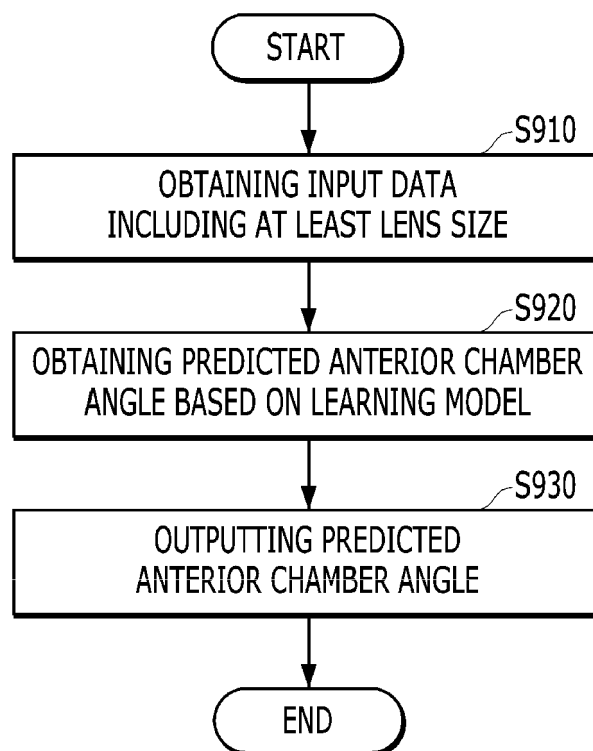 START
S910
OBTAINING INPUT DATA
INCLUDING AT LEAST LENS SIZE
S920
OBTAINING PREDICTED ANTERIOR CHAMBER
ANGLE BASED ON LEARNING MODEL
S930
OUTPUTTING PREDICTED
ANTERIOR CHAMBER ANGLE
END